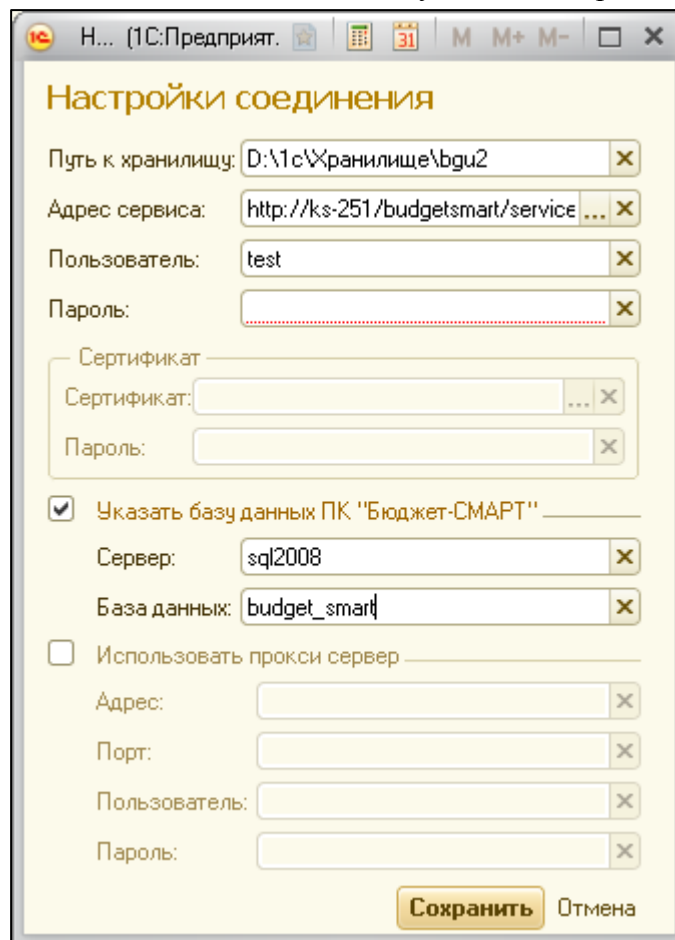 Н... (1С:Предприят. 31 M M+ M-
Настройки соединения
Путь к хранилищу: D:\1c\Хранилище\bgu2
Адрес сервиса: http://ks-251/budgetsmart/service ...
Пользователь: test
Пароль:
Сертификат
Сертификат: ...
Пароль:
Указать базу данных ПК "Бюджет-СМАРТ"
Сервер: sql2008
База данных: budget_smart
Использовать прокси сервер
Адрес:
Порт:
Пользователь:
Пароль:
Сохранить Отмена